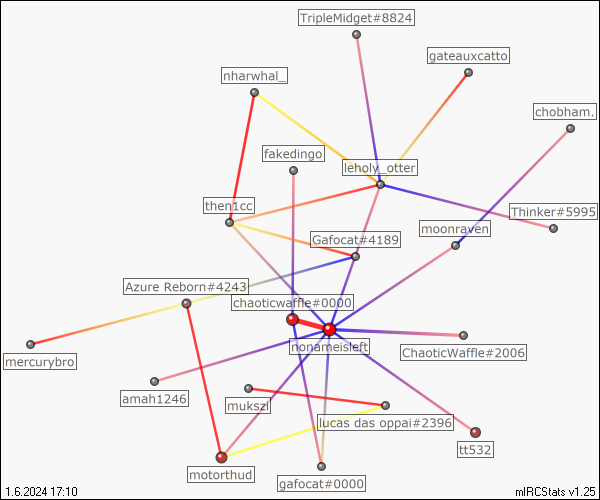 TripleMidget#8824
gateauxcatto
nharwhal_
chobham.
fakedingo
leholy_otter
then1cc
Thinker#5995
moonraven
Gafocat#4189
Azure Reborn#4243
chaoticwaffle#0000
nonameisleft
ChaoticWaffle#2006
mercurybro
amah1246
mukszi
lucas das oppai#2396
tt532
motorthud
gafocat#0000
1.6.2024 17:10
mIRCStats v1.25